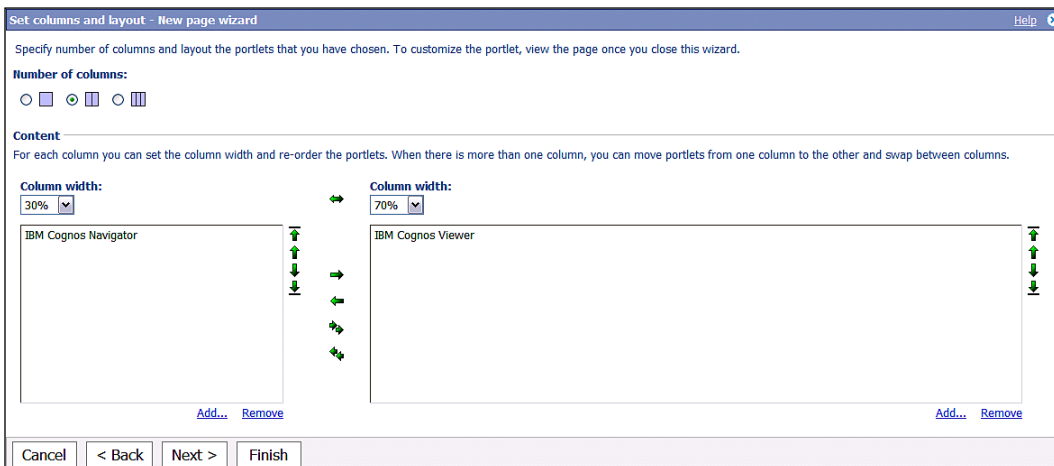 Set columns and layout - New page wizard Help
Specify number of columns and layout the portlets that you have chosen. To customize the portlet, view the page once you close this wizard.
Number of columns:
Content
For each column you can set the column width and re-order the portlets. When there is more than one column, you can move portlets from one column to the other and swap between columns.
Column width: Column width:
30% 70%
IBM Cognos Navigator IBM Cognos Viewer
Add... Remove Add... Remove
Cancel < Back Next > Finish